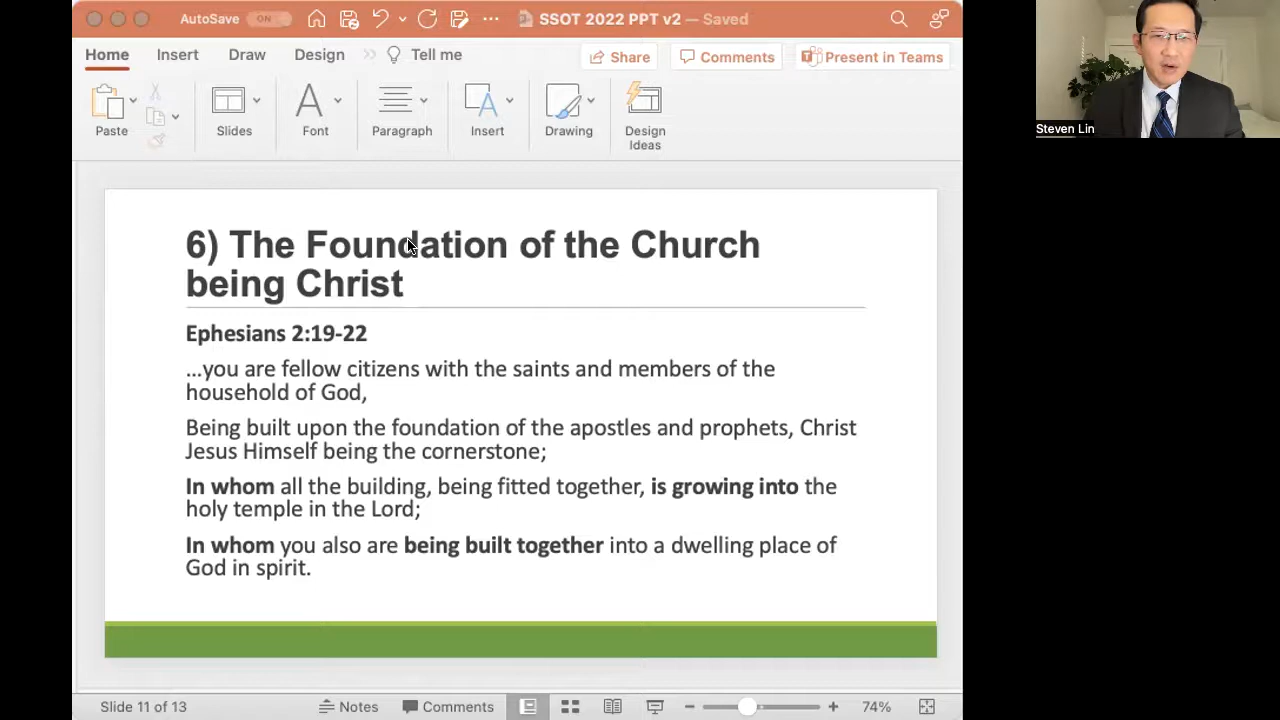 AutoSave ON SSOT 2022 PPT v2 — Saved
Home Insert Draw Design Tell me Share Comments Present in Teams
Paste Slides Font Paragraph Insert Drawing Design Ideas
Steven Lin
6) The Foundation of the Church
being Christ
Ephesians 2:19-22
...you are fellow citizens with the saints and members of the
household of God,
Being built upon the foundation of the apostles and prophets, Christ
Jesus Himself being the cornerstone;
In whom all the building, being fitted together, is growing into the
holy temple in the Lord;
In whom you also are being built together into a dwelling place of
God in spirit.
Slide 11 of 13 Notes Comments 74%